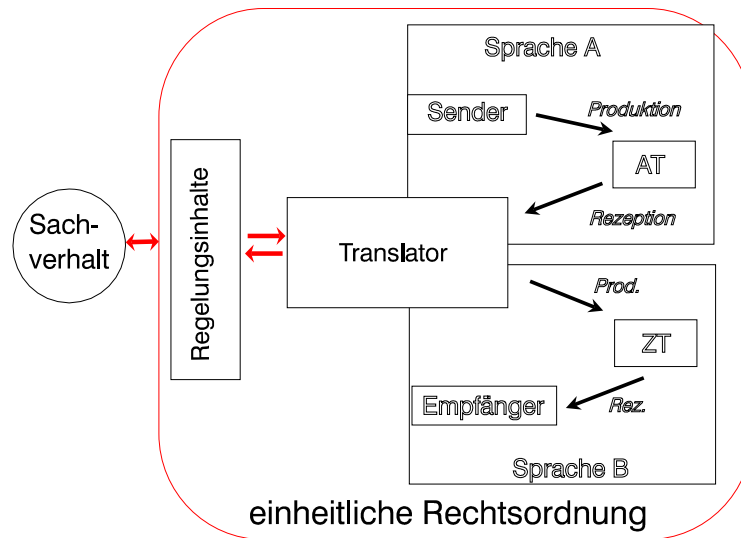 Sprache A
Sender
Produktion
AT
Rezeption
Sach-
verhalt
Regelungsinhalte
Translator
Prod.
ZT
Rez.
Empfänger
Sprache B
einheitliche Rechtsordnung